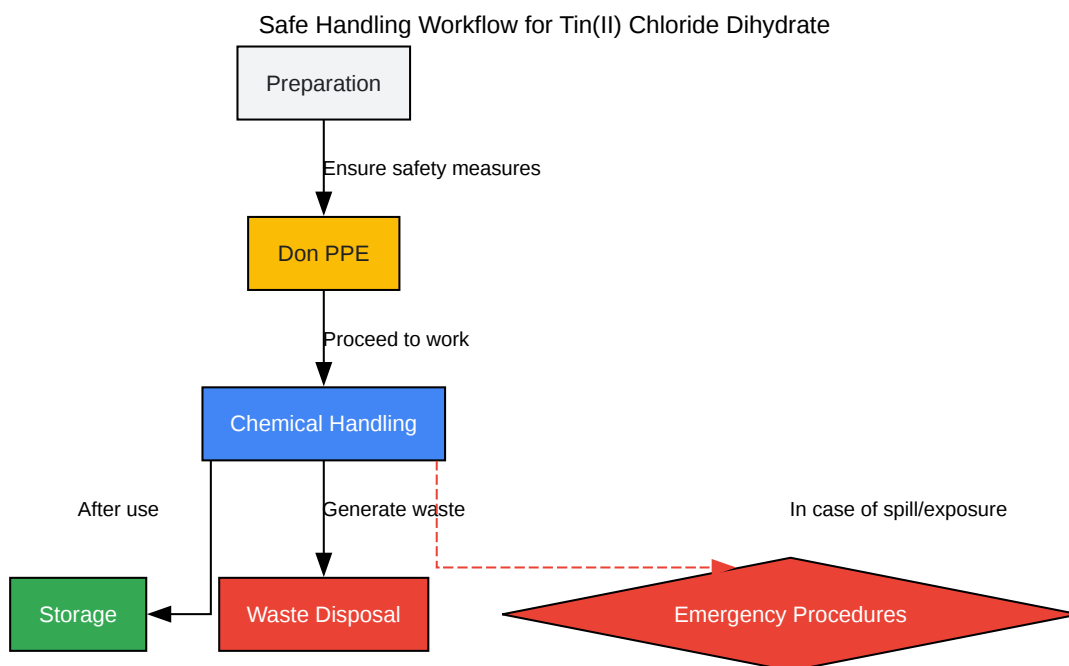 Safe Handling Workflow for Tin(II) Chloride Dihydrate
Preparation
Ensure safety measures
Don PPE
Proceed to work
Chemical Handling
After use
Generate waste
In case of spill/exposure
Storage
Waste Disposal
Emergency Procedures